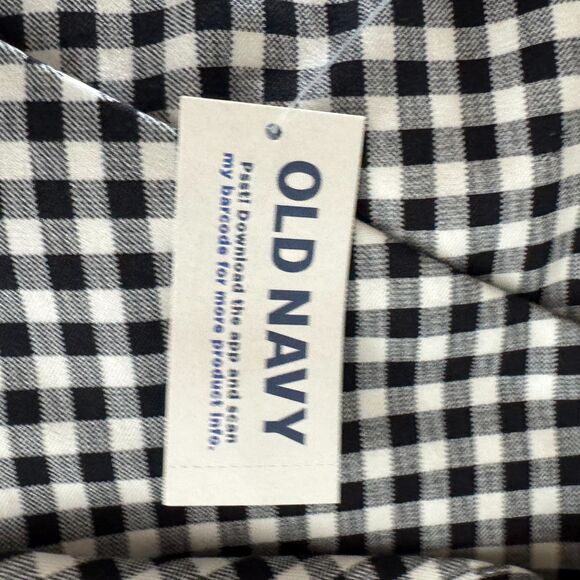 OLD NAVY
Psst! Download the app and scan
my barcode for more product info.